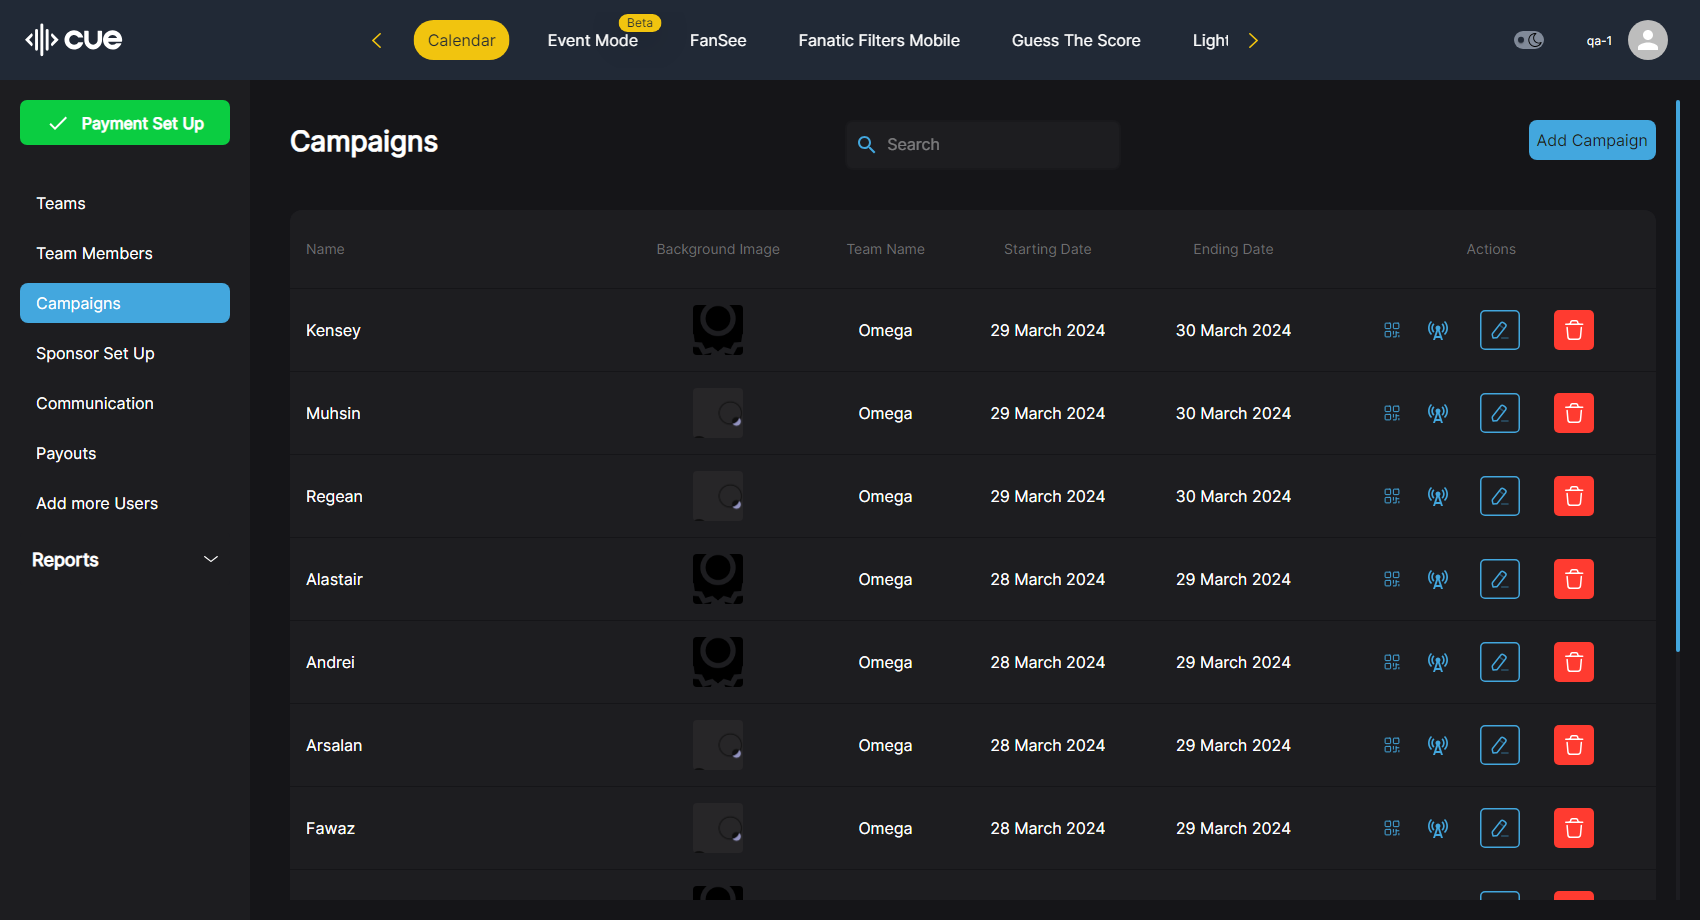 cue
Calendar
Event Mode
Beta
FanSee
Fanatic Filters Mobile
Guess The Score
Light
qa-1
Payment Set Up
Teams
Team Members
Campaigns
Sponsor Set Up
Communication
Payouts
Add more Users
Reports
Campaigns
Search
Add Campaign
Name Background Image Team Name Starting Date Ending Date Actions
Kensey Omega 29 March 2024 30 March 2024
Muhsin Omega 29 March 2024 30 March 2024
Regean Omega 29 March 2024 30 March 2024
Alastair Omega 28 March 2024 29 March 2024
Andrei Omega 28 March 2024 29 March 2024
Arsalan Omega 28 March 2024 29 March 2024
Fawaz Omega 28 March 2024 29 March 2024